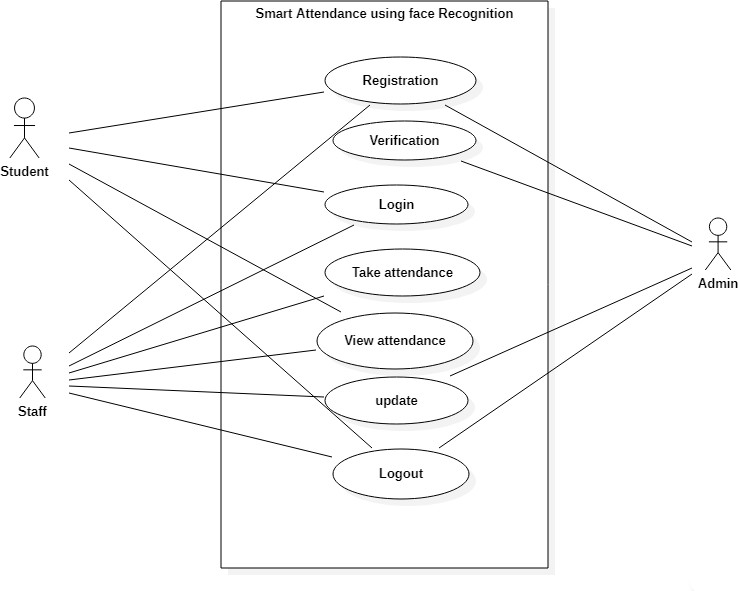 Smart Attendance using face Recognition
Registration
Verification
Student
Login
Take attendance
Admin
View attendance
update
Staff
Logout